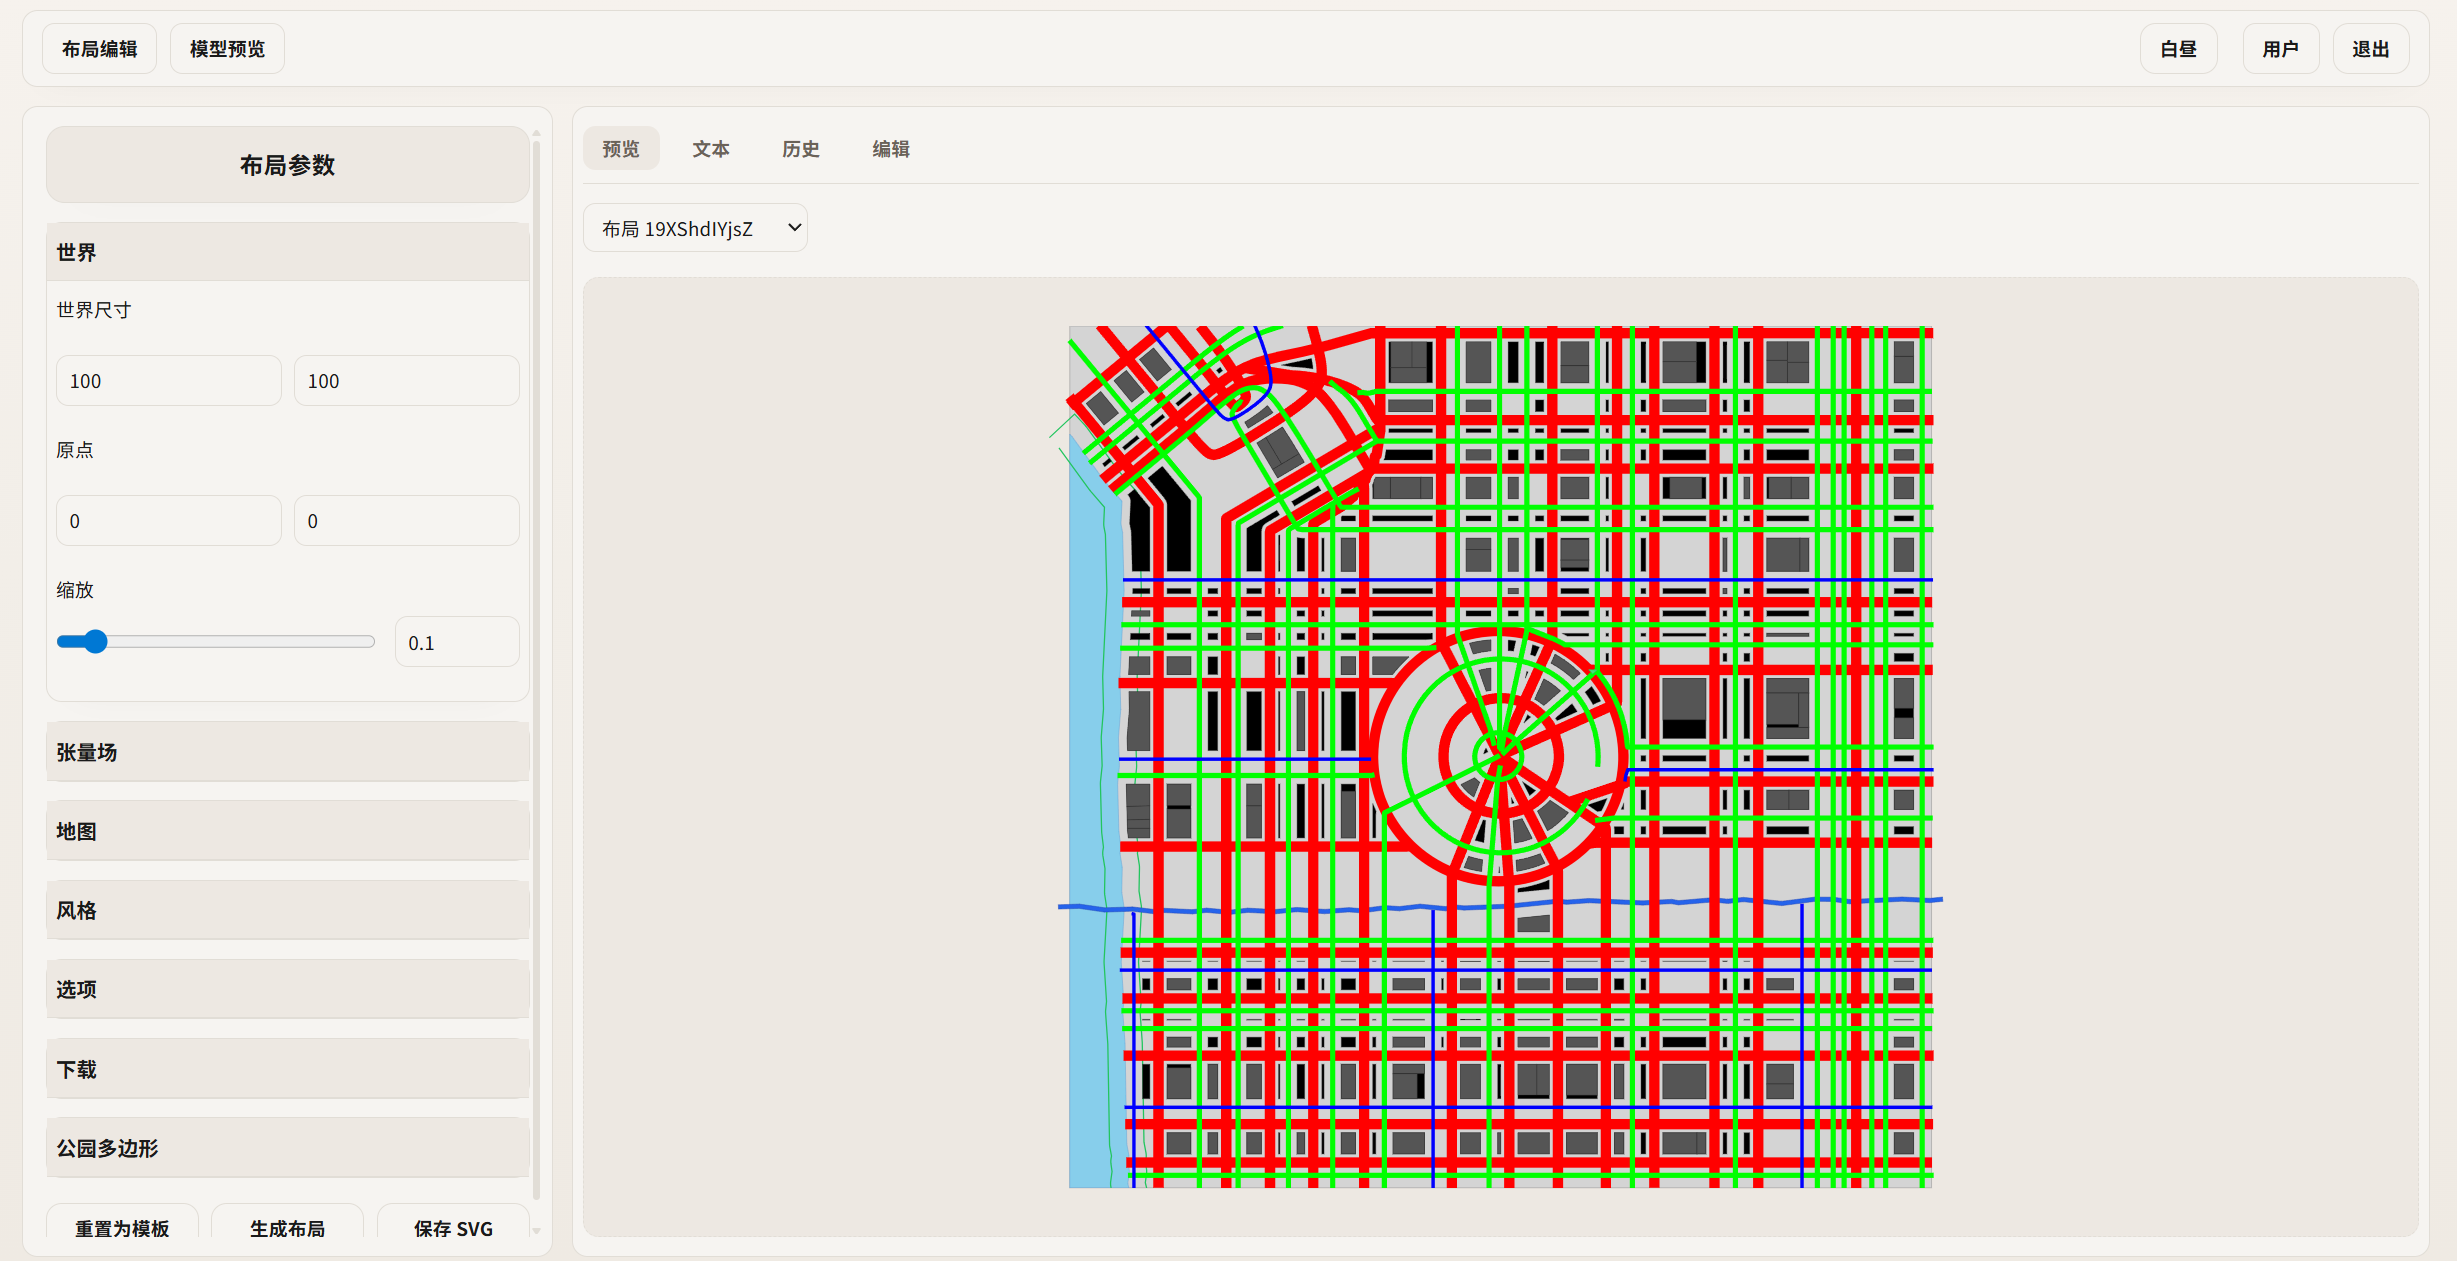 布局编辑
模型预览
白昼
用户
退出
布局参数
世界
世界尺寸
100
100
原点
0
0
缩放
0.1
张量场
地图
风格
选项
下载
公园多边形
重置为模板
生成布局
保存 SVG
预览
文本
历史
编辑
布局 19XShdIYjsZ